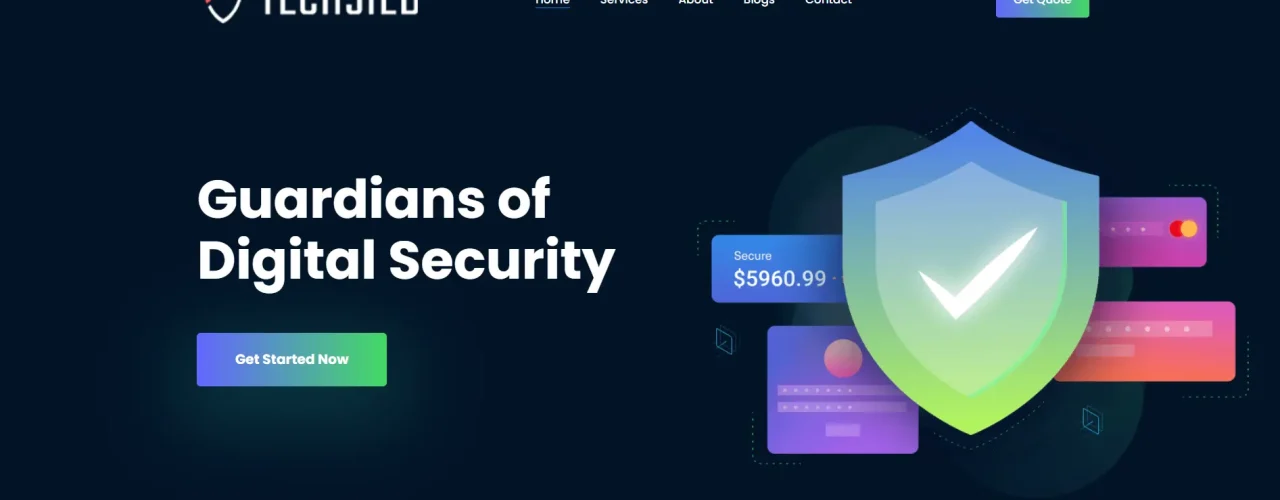 TECHSIED
Home Services About Blogs Contact Get Quote
Guardians of
Digital Security
Get Started Now
Secure
$5960.99